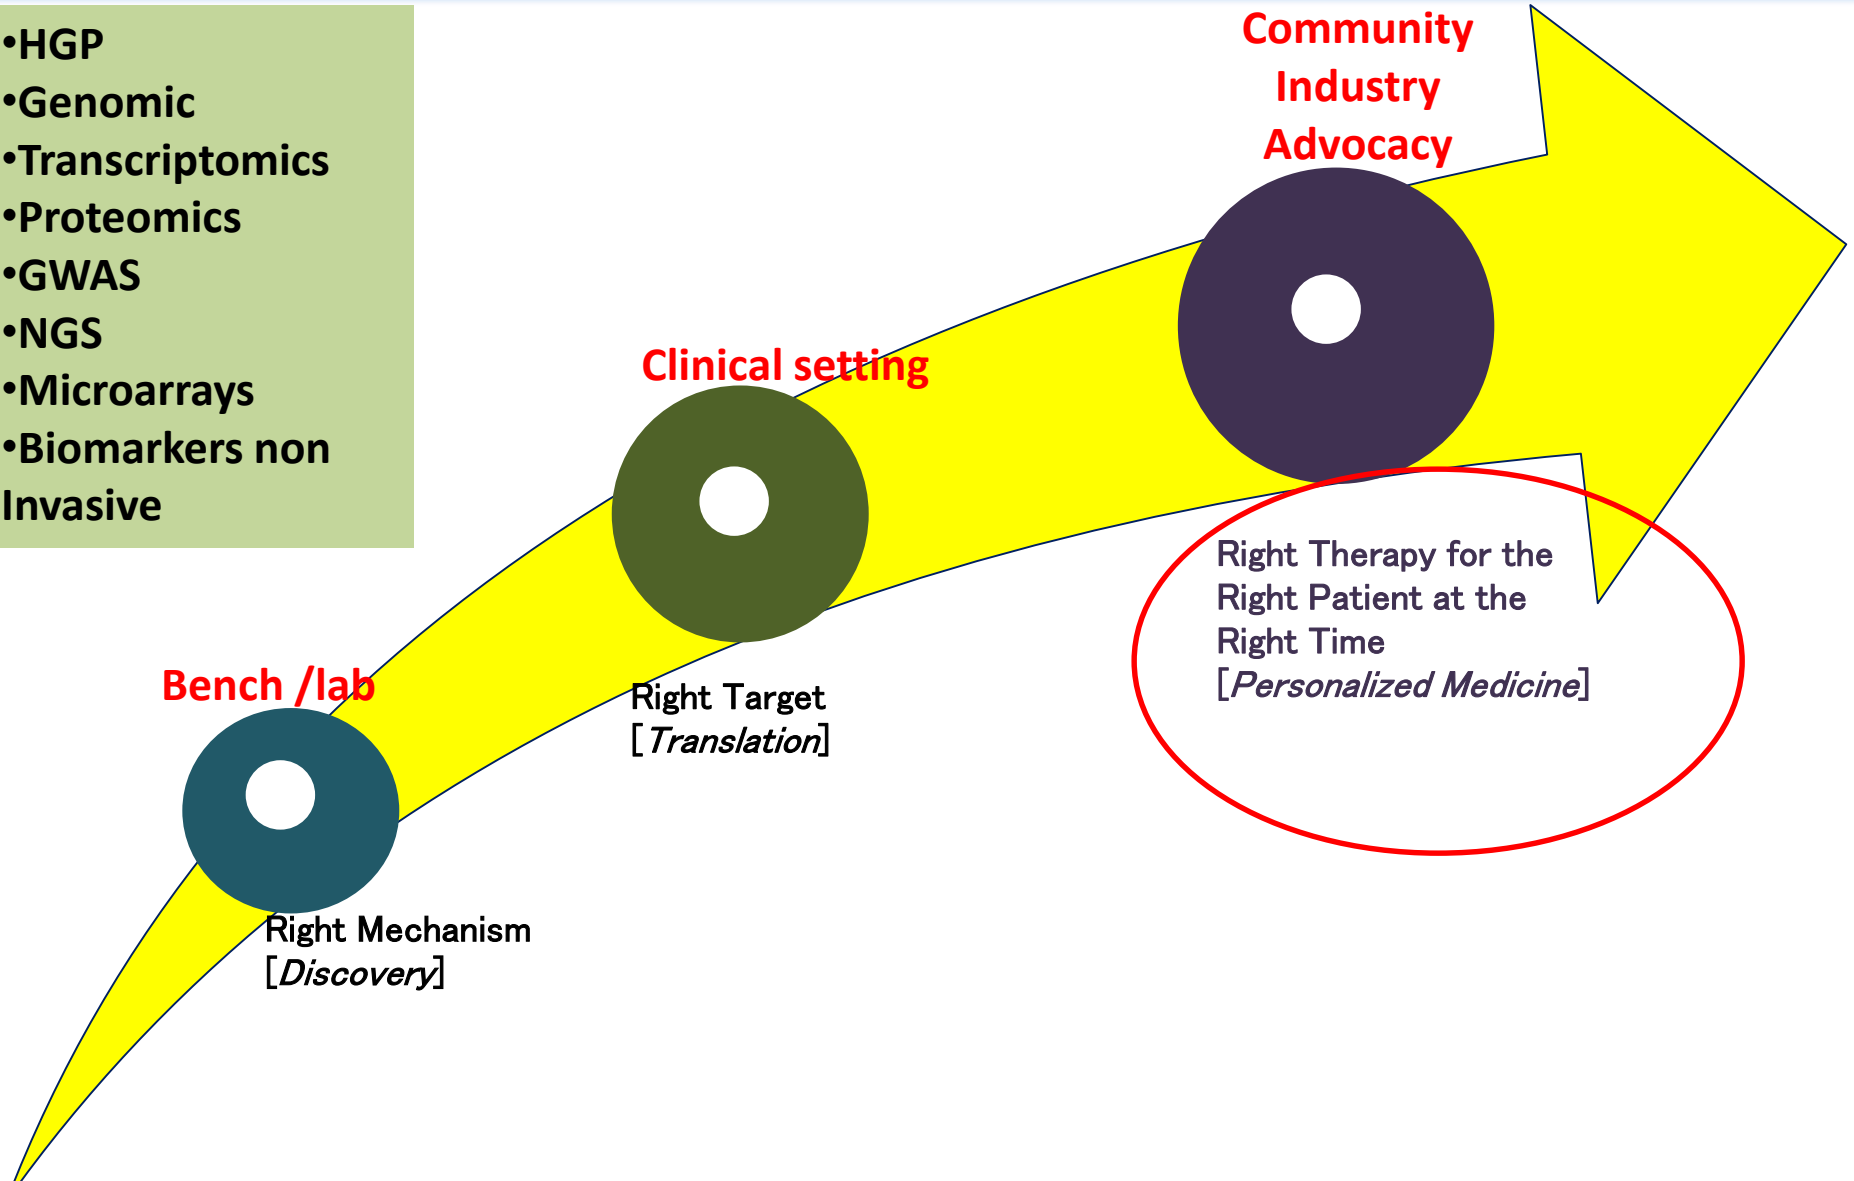 •HGP
•Genomic
•Transcriptomics
•Proteomics
•GWAS
•NGS
•Microarrays
•Biomarkers non
Invasive
Community
Industry
Advocacy
Clinical setting
Bench /lab
Right Therapy for the
Right Patient at the
Right Time
[Personalized Medicine]
Right Target
[Translation]
Right Mechanism
[Discovery]